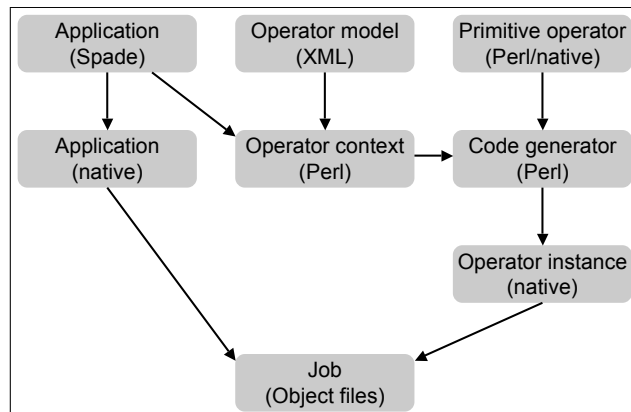 Application
(Spade)
Operator model
(XML)
Primitive operator
(Perl/native)
Application
(native)
Operator context
(Perl)
Code generator
(Perl)
Operator instance
(native)
Job
(Object files)